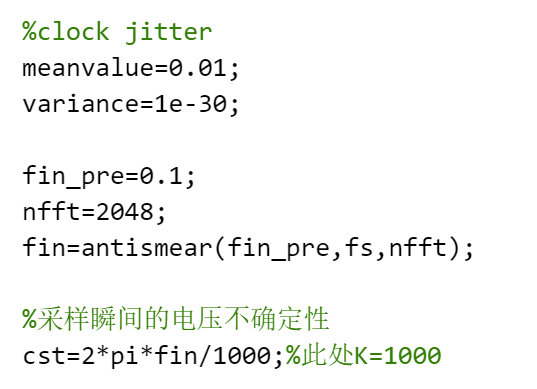 %clock jitter
meanvalue=0.01;
variance=1e-30;
fin_pre=0.1;
nfft=2048;
fin=antismear(fin_pre,fs,nfft);
%采样瞬间的电压不确定性
cst=2*pi*fin/1000;%此处K=1000